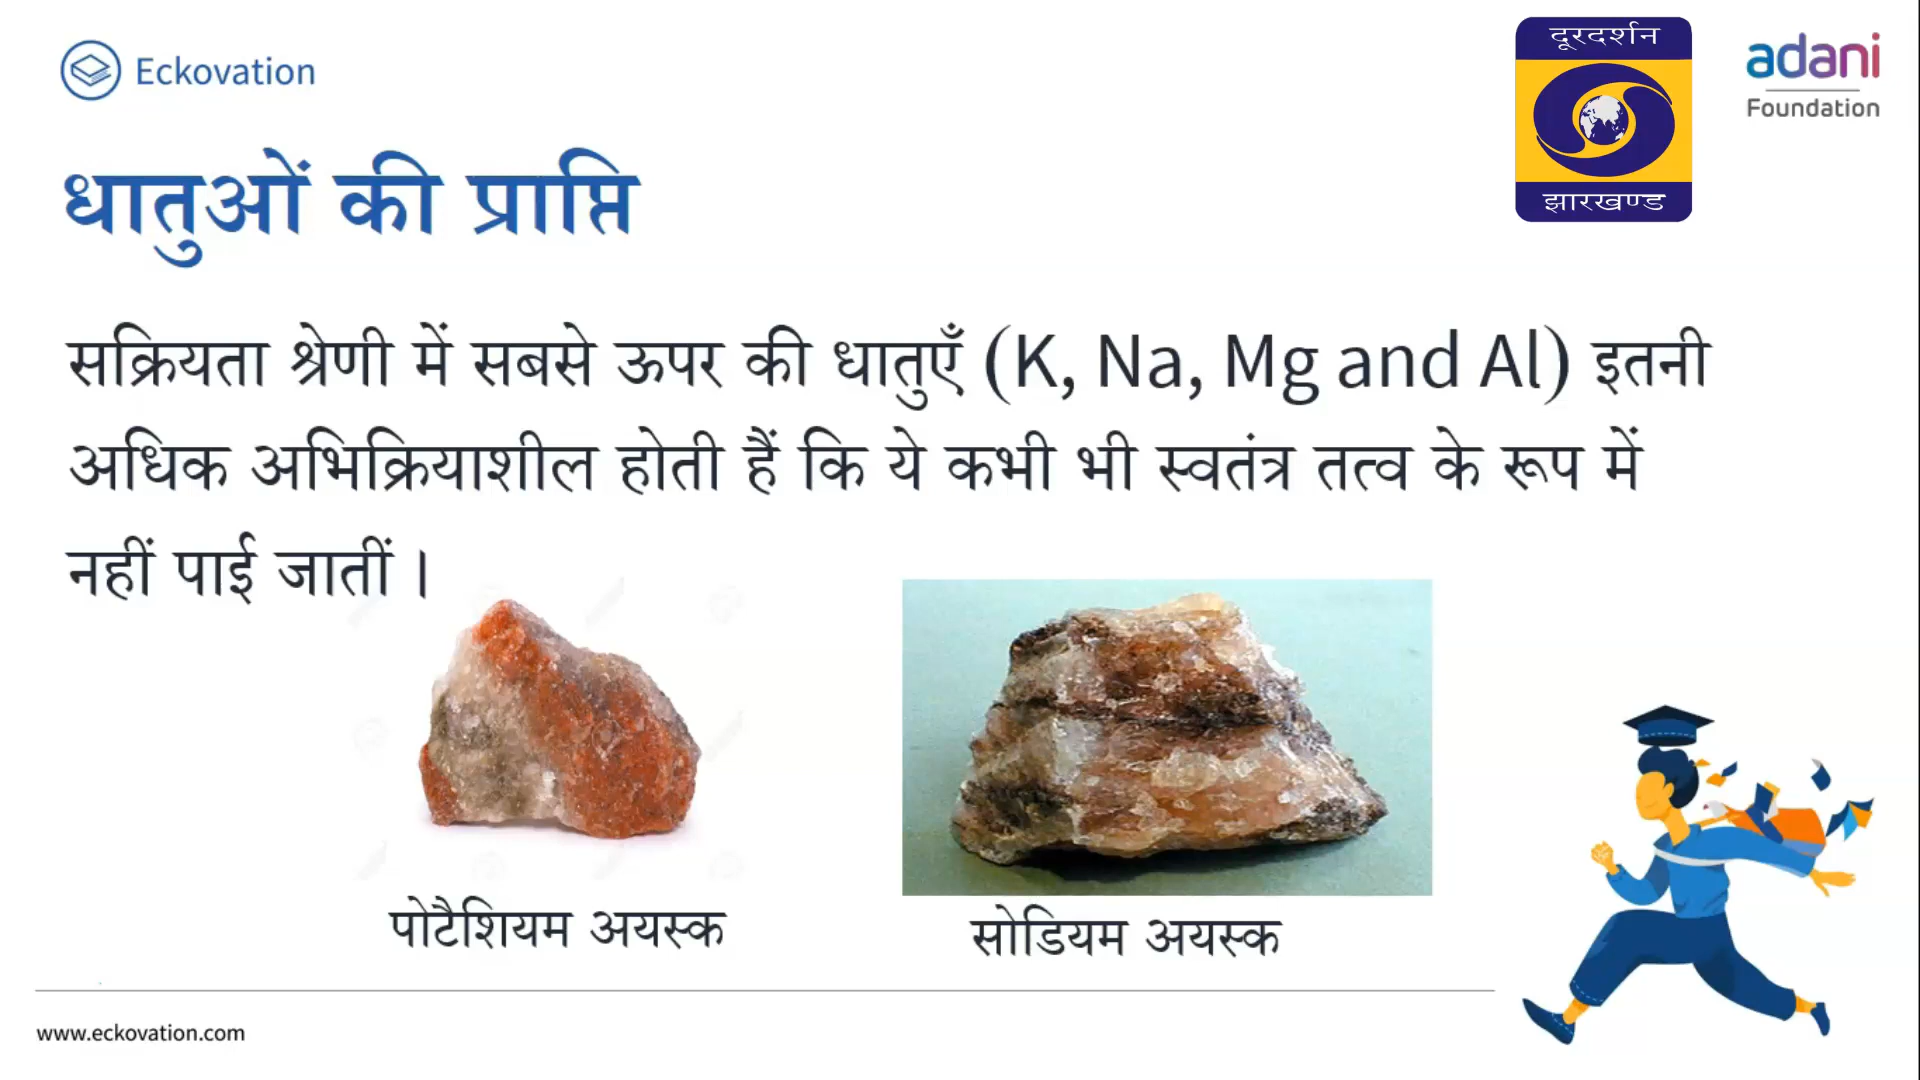 Eckovation
दूरदर्शन
झारखण्ड
adani
Foundation
धातुओं की प्राप्ति
सक्रियता श्रेणी में सबसे ऊपर की धातुएँ (K, Na, Mg and Al) इतनी
अधिक अभिक्रियाशील होती हैं कि ये कभी भी स्वतंत्र तत्व के रूप में
नहीं पाई जातीं ।
पोटैशियम अयस्क
सोडियम अयस्क
www.eckovation.com